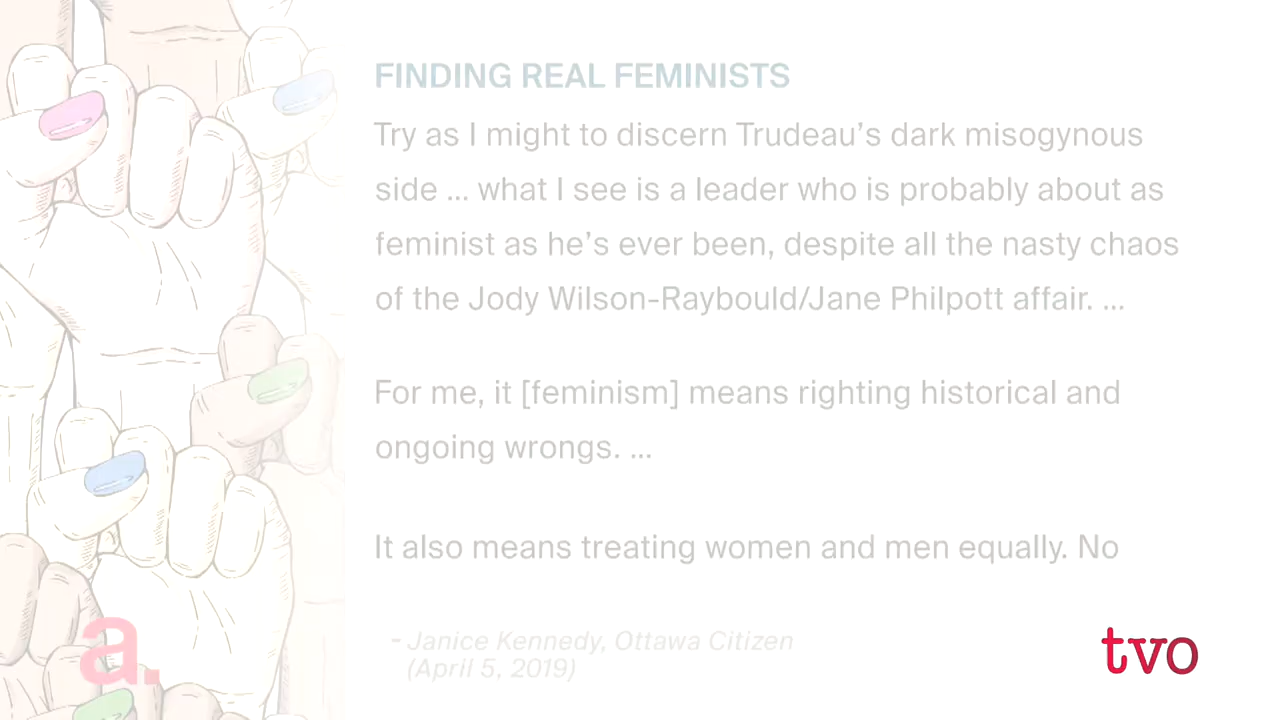 FINDING REAL FEMINISTS
Try as I might to discern Trudeau's dark misogynous
side ... what I see is a leader who is probably about as
feminist as he's ever been, despite all the nasty chaos
of the Jody Wilson-Raybould/Jane Philpott affair. ...
For me, it [feminism] means righting historical and
ongoing wrongs. ...
It also means treating women and men equally. No
- Janice Kennedy, Ottawa Citizen
(April 5, 2019)
a.
tvo